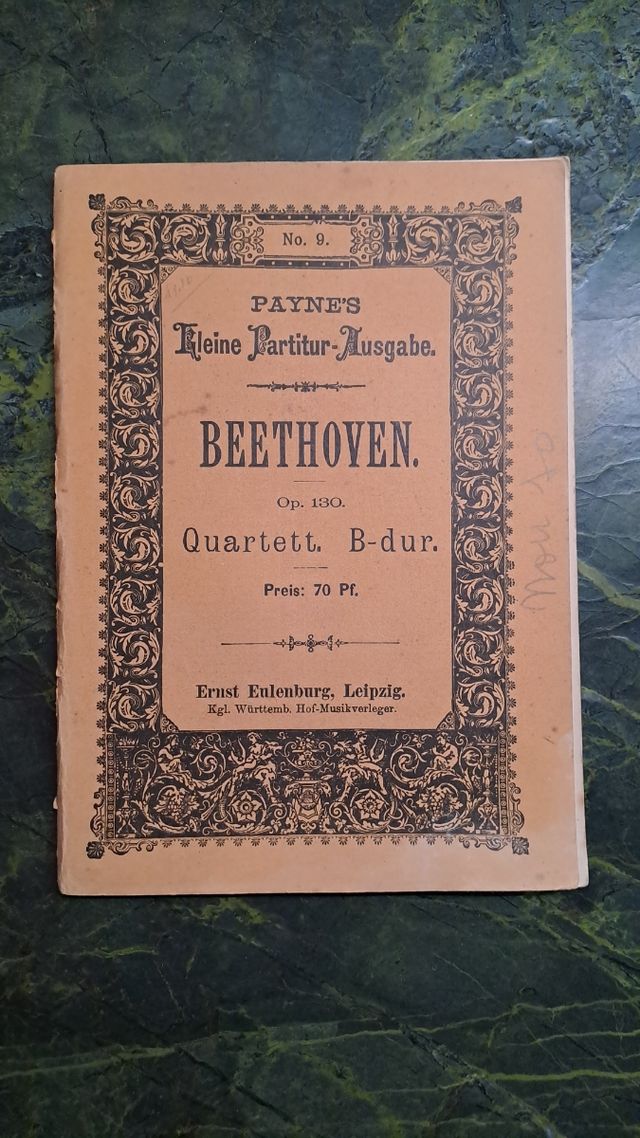 No. 9.
PAYNE'S
Kleine Partitur-Ausgabe.
BEETHOVEN.
Op. 130.
Quartett. B-dur.
Preis: 70 Pf.
Ernst Eulenburg, Leipzig.
Kgl. Württemb. Hof-Musikverleger.